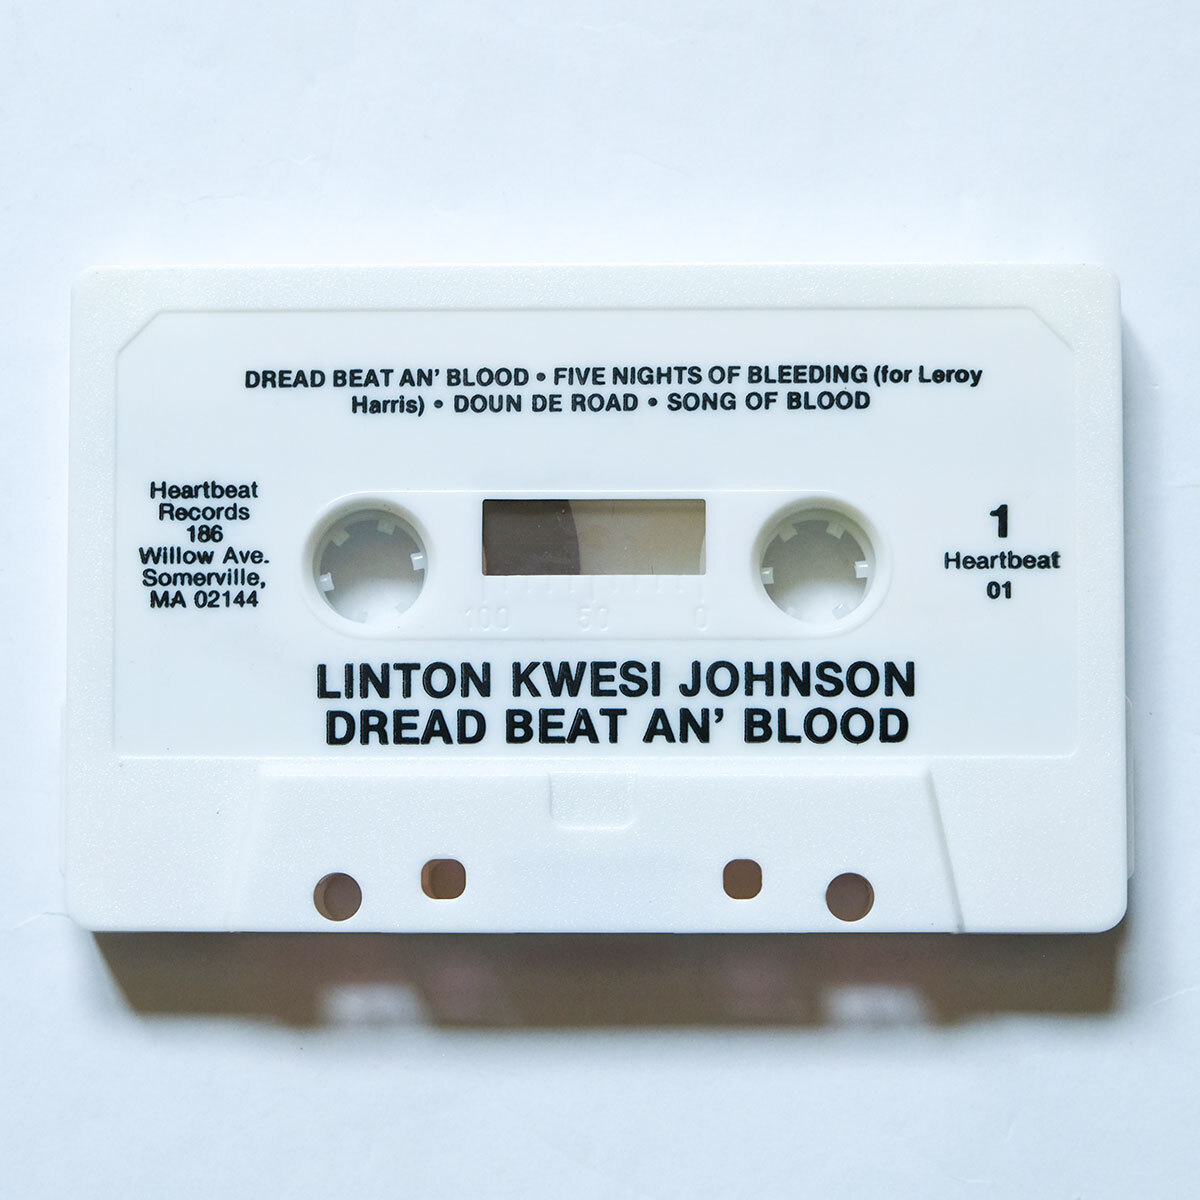 DREAD BEAT AN' BLOOD • FIVE NIGHTS OF BLEEDING (for Leroy
Harris) • DOUN DE ROAD • SONG OF BLOOD
Heartbeat
Records
186
Willow Ave.
Somerville,
MA 02144
1
Heartbeat
01
100 50 0
LINTON KWESI JOHNSON
DREAD BEAT AN' BLOOD